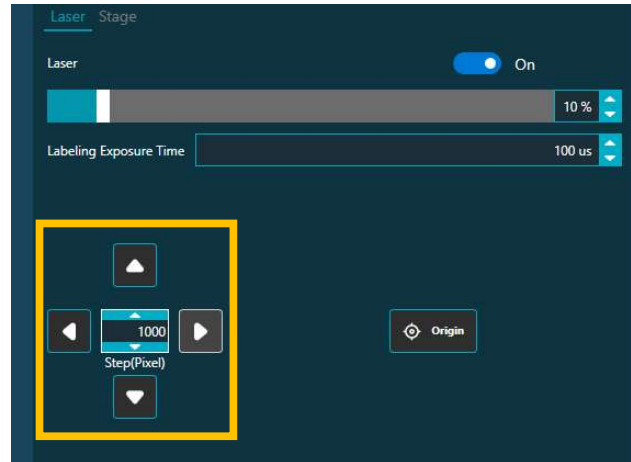 Laser Stage
Laser On
10 %
Labeling Exposure Time 100 us
1000
Step(Pixel)
Origin